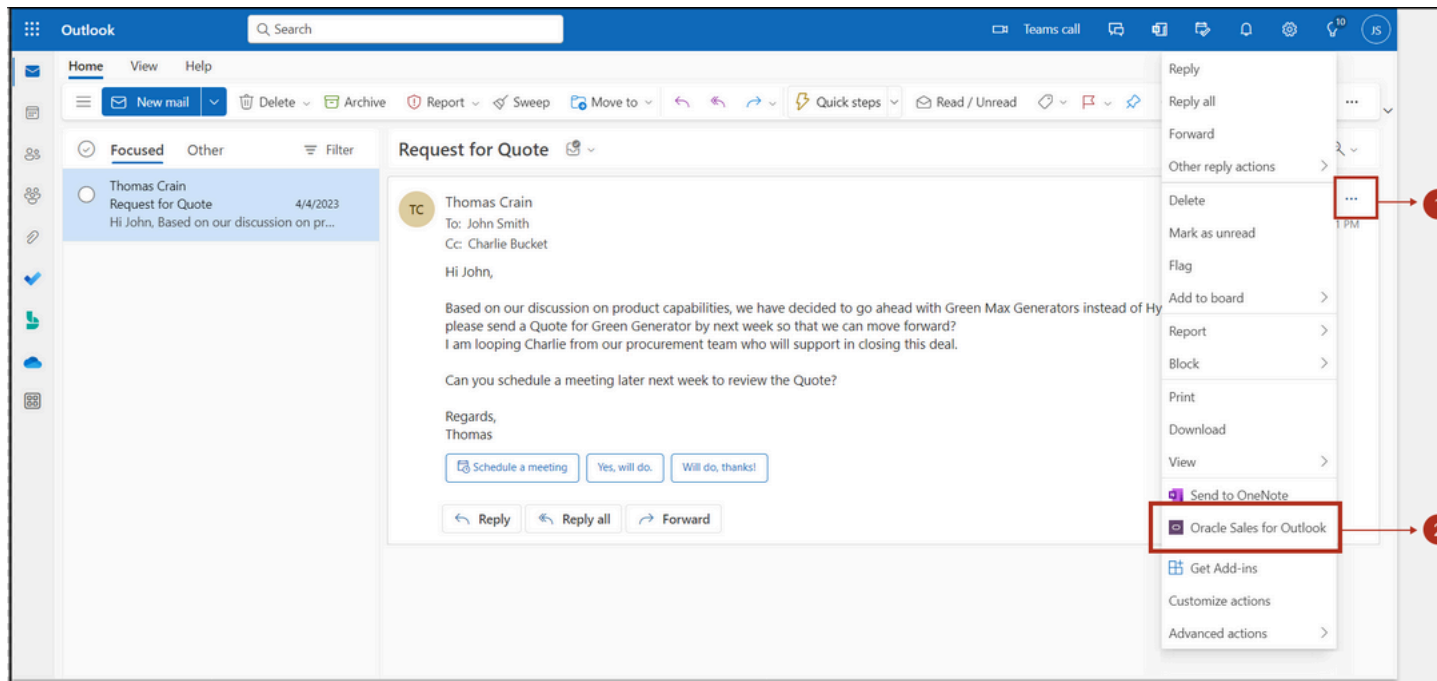 Outlook
Search
Teams call
10
JS
Home View Help
New mail Delete Archive Report Sweep Move to Quick steps Read / Unread
Focused Other Filter
Thomas Crain
Request for Quote 4/4/2023
Hi John, Based on our discussion on pr...
Request for Quote
TC
Thomas Crain
To: John Smith
Cc: Charlie Bucket
PM
Hi John,
Based on our discussion on product capabilities, we have decided to go ahead with Green Max Generators instead of Hy
please send a Quote for Green Generator by next week so that we can move forward?
I am looping Charlie from our procurement team who will support in closing this deal.
Can you schedule a meeting later next week to review the Quote?
Regards,
Thomas
Schedule a meeting Yes, will do. Will do, thanks!
Reply Reply all Forward
Reply
Reply all
Forward
Other reply actions
Delete
Mark as unread
Flag
Add to board
Report
Block
Print
Download
View
Send to OneNote
Oracle Sales for Outlook
Get Add-ins
Customize actions
Advanced actions
1
2